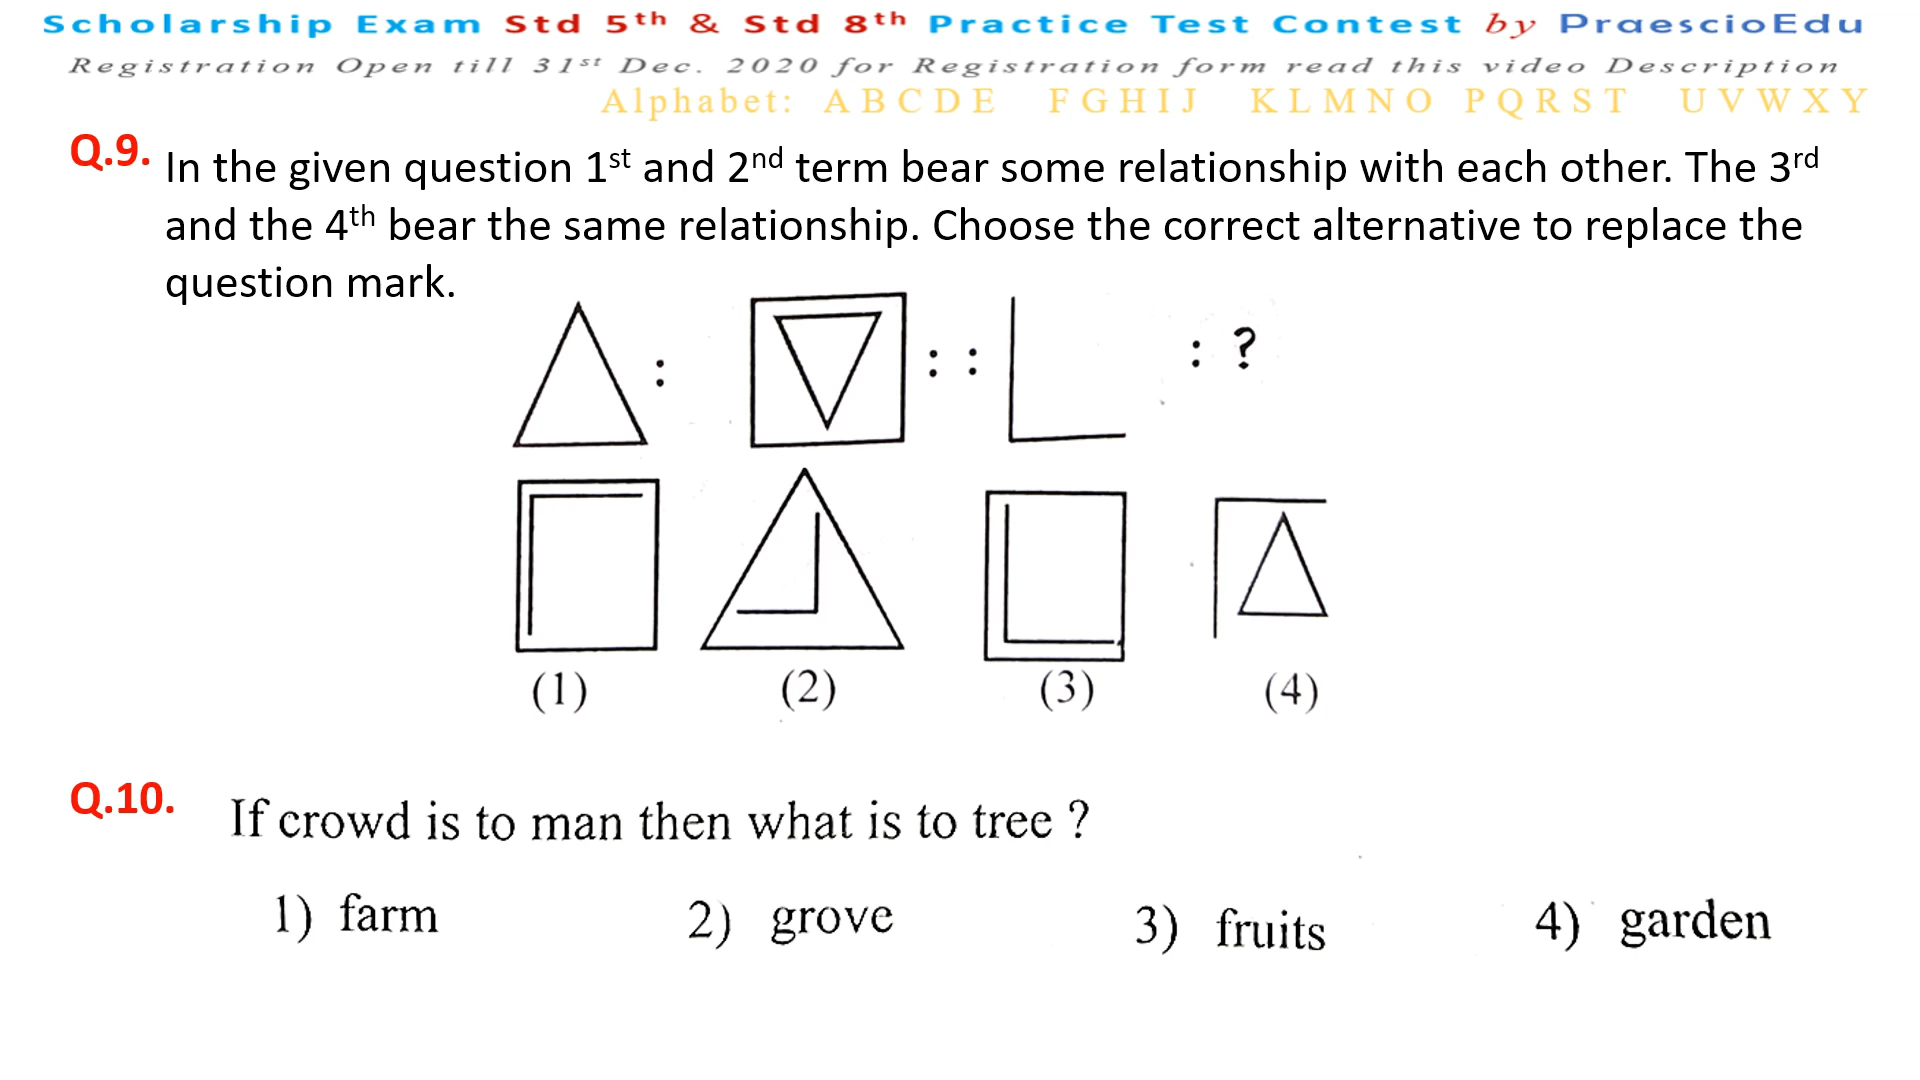 Scholarship Exam Std 5th & Std 8th Practice Test Contest by PraescioEdu
Registration Open till 31st Dec. 2020 for Registration form read this video Description
Alphabet: A B C D E F G H I J K L M N O P Q R S T U V W X Y
Q.9. In the given question 1st and 2nd term bear some relationship with each other. The 3rd
and the 4th bear the same relationship. Choose the correct alternative to replace the
question mark.
: : : : ?
(1) (2) (3) (4)
Q.10. If crowd is to man then what is to tree ?
1) farm 2) grove 3) fruits 4) garden